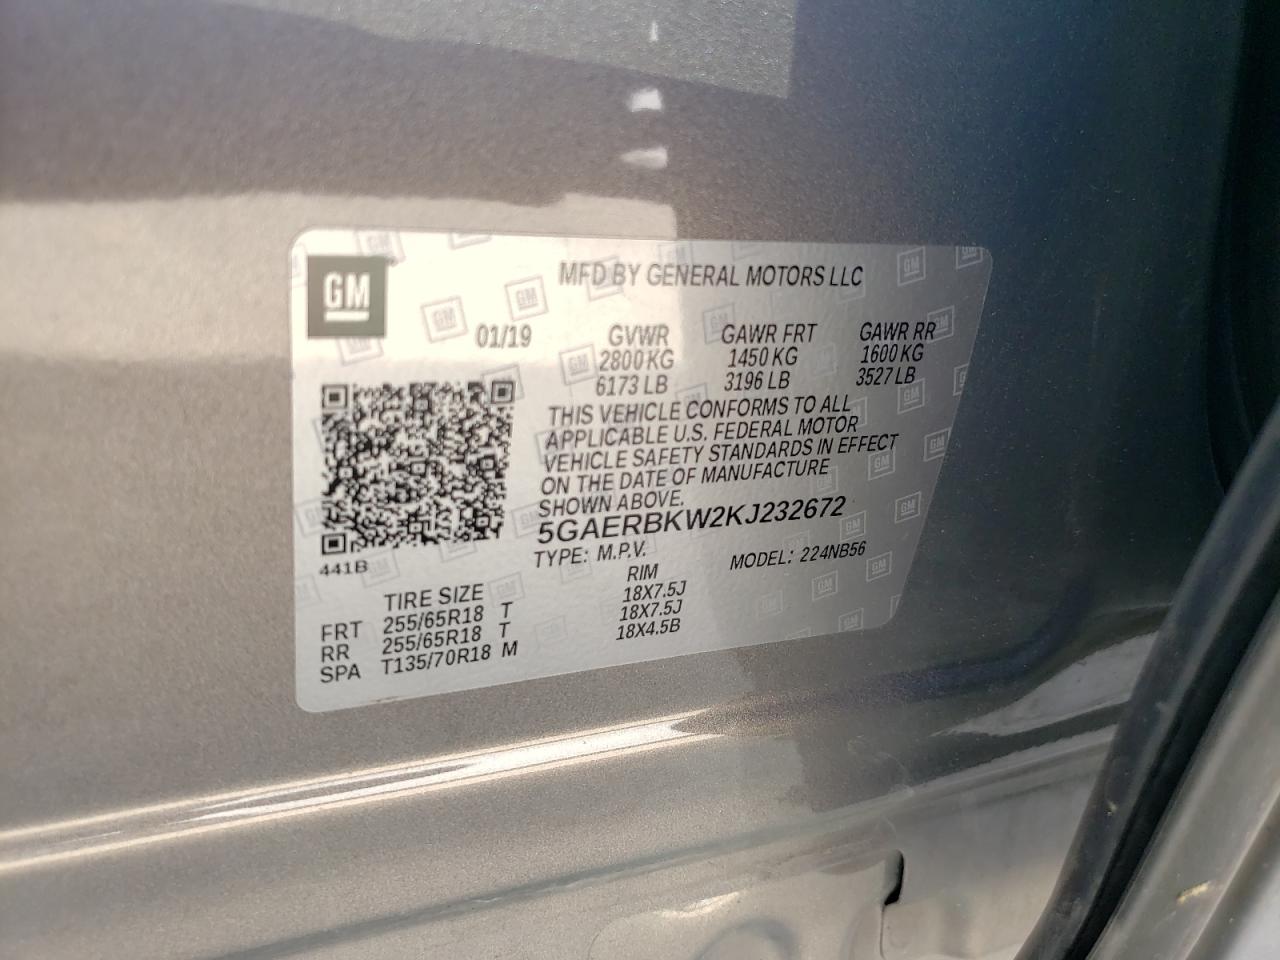 GM
MFD BY GENERAL MOTORS LLC
01/19 GVWR GAWR FRT GAWR RR
2800 KG 1450 KG 1600 KG
6173 LB 3196 LB 3527 LB
THIS VEHICLE CONFORMS TO ALL
APPLICABLE U.S. FEDERAL MOTOR
VEHICLE SAFETY STANDARDS IN EFFECT
ON THE DATE OF MANUFACTURE
SHOWN ABOVE.
5GAERBKW2KJ232672
TYPE: M.P.V. MODEL: 224NB56
441B
TIRE SIZE RIM
FRT 255/65R18 T 18X7.5J
RR 255/65R18 T 18X7.5J
SPA T135/70R18 M 18X4.5B